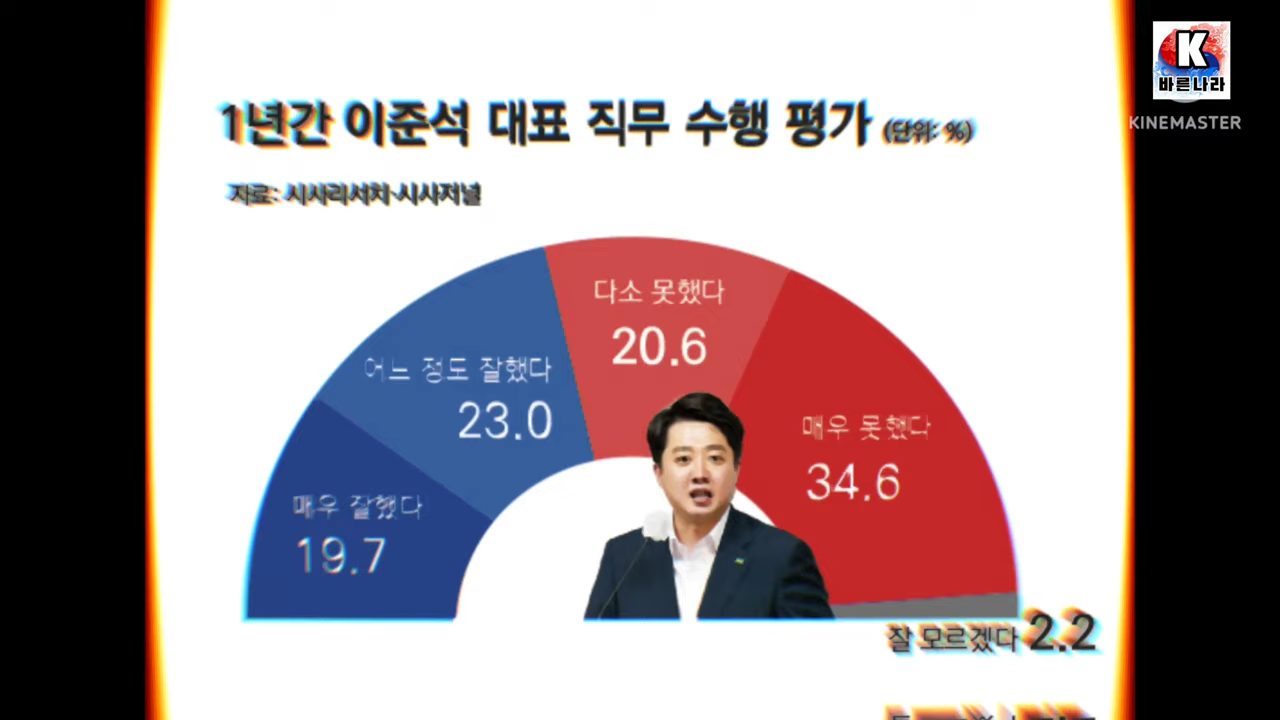 K
바른나라
KINEMASTER
1년간 이준석 대표 직무 수행 평가 (단위: %)
자료: 시사리서치·시사저널
다소 못했다
20.6
어느 정도 잘했다
23.0
매우 못했다
34.6
매우 잘했다
19.7
잘 모르겠다 2.2